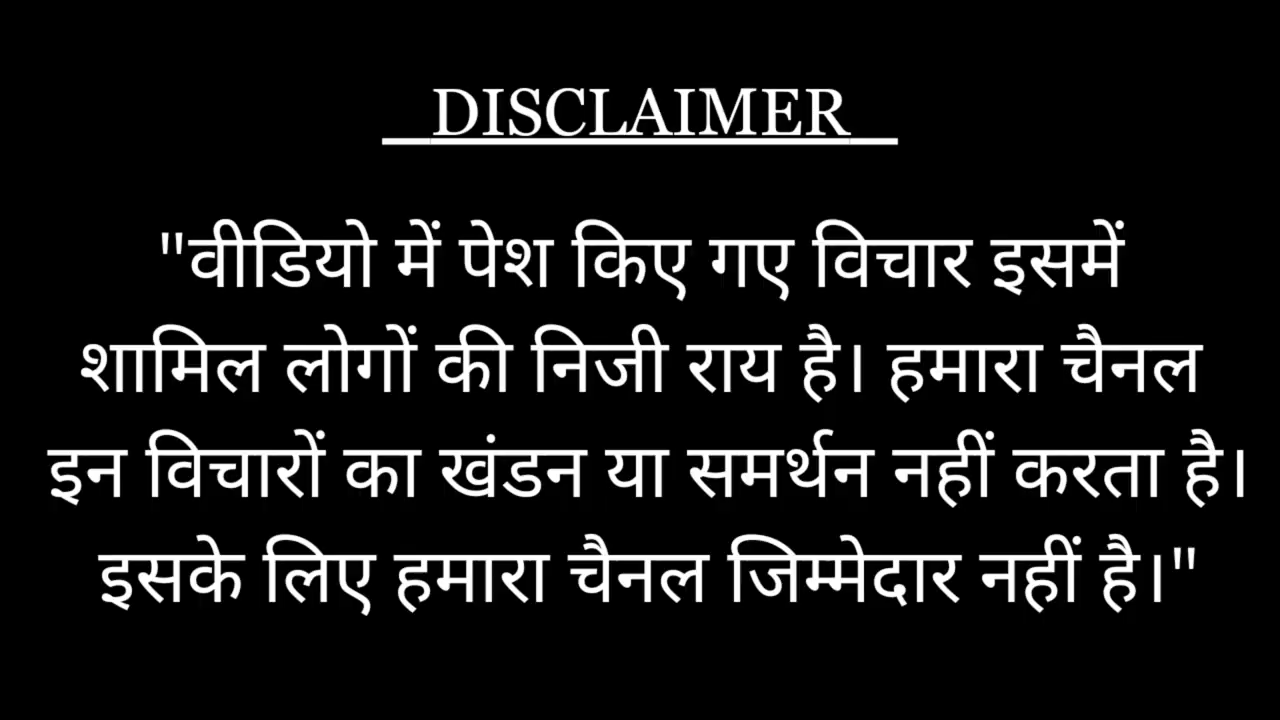 DISCLAIMER
"वीडियो में पेश किए गए विचार इसमें
शामिल लोगों की निजी राय है। हमारा चैनल
इन विचारों का खंडन या समर्थन नहीं करता है।
इसके लिए हमारा चैनल जिम्मेदार नहीं है।"